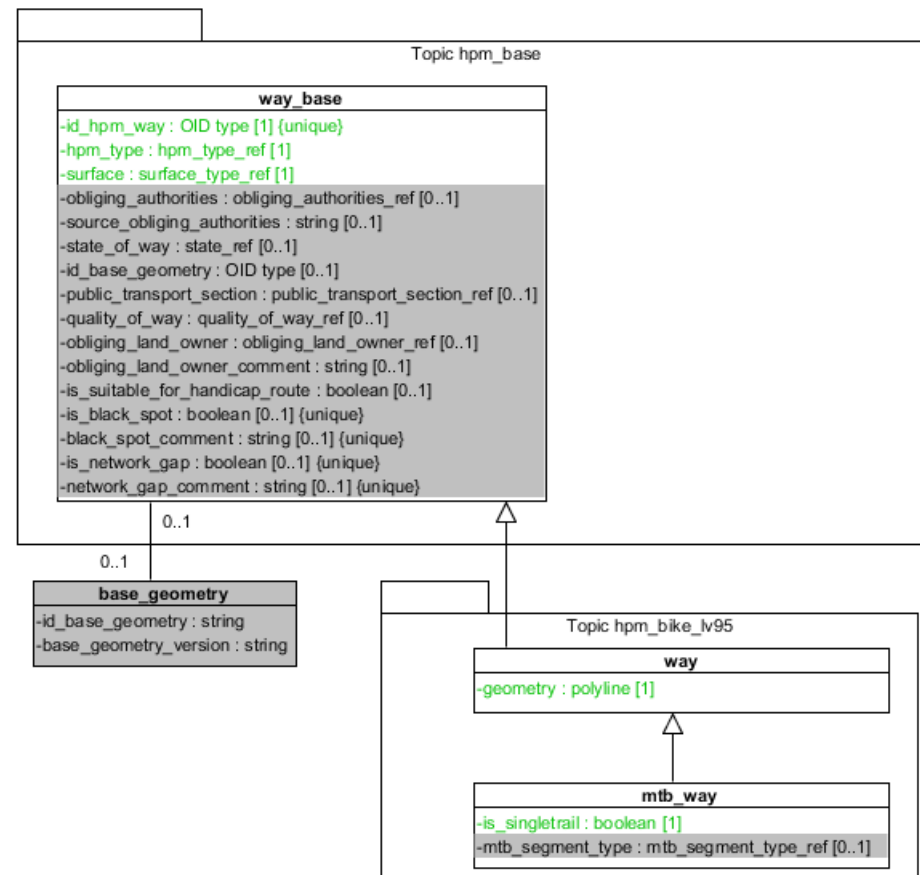 Topic hpm_base
way_base
-id_hpm_way : OID type [1] {unique}
-hpm_type : hpm_type_ref [1]
-surface : surface_type_ref [1]
-obliging_authorities : obliging_authorities_ref [0..1]
-source_obliging_authorities : string [0..1]
-state_of_way : state_ref [0..1]
-id_base_geometry : OID type [0..1]
-public_transport_section : public_transport_section_ref [0..1]
-quality_of_way : quality_of_way_ref [0..1]
-obliging_land_owner : obliging_land_owner_ref [0..1]
-obliging_land_owner_comment : string [0..1]
-is_suitable_for_handicap_route : boolean [0..1]
-is_black_spot : boolean [0..1] {unique}
-black_spot_comment : string [0..1] {unique}
-is_network_gap : boolean [0..1] {unique}
-network_gap_comment : string [0..1] {unique}
0..1
0..1
base_geometry
-id_base_geometry : string
-base_geometry_version : string
Topic hpm_bike_lv95
way
-geometry : polyline [1]
mtb_way
-is_singletrail : boolean [1]
-mtb_segment_type : mtb_segment_type_ref [0..1]